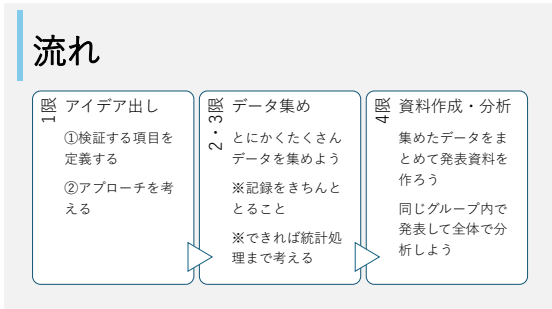 流れ
1限
アイデア出し
①検証する項目を
定義する
②アプローチを考
える
2・3限
データ集め
とにかくたくさん
データを集めよう
※記録をきちんと
とること
※できれば統計処
理まで考える
4限
資料作成・分析
集めたデータをま
とめて発表資料を
作ろう
同じグループ内で
発表して全体で分
析しよう